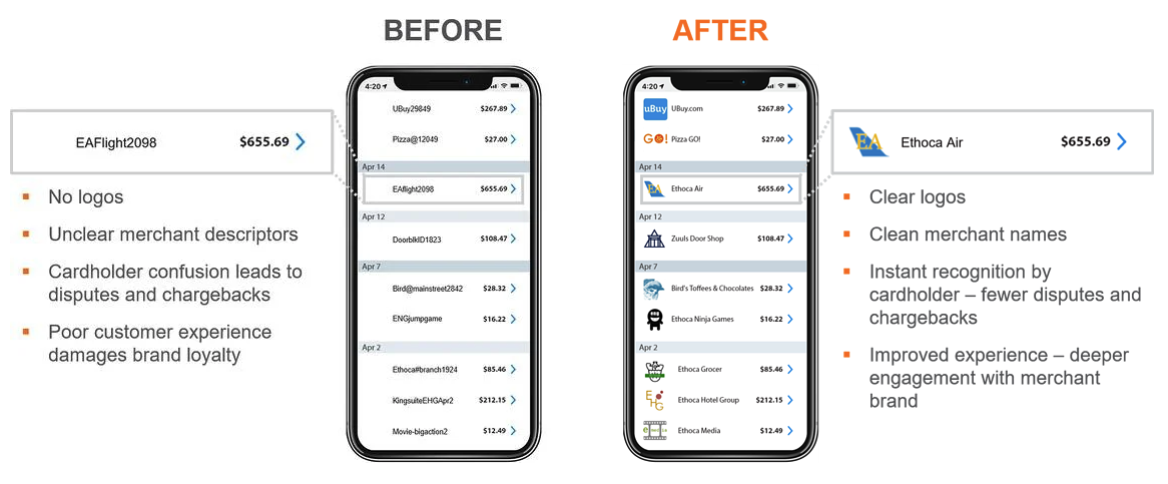 BEFORE
AFTER
EAFlight2098 $655.69
No logos
Unclear merchant descriptors
Cardholder confusion leads to
disputes and chargebacks
Poor customer experience
damages brand loyalty
4:20
UBuy29849 $267.89
Pizza@12049 $27.00
Apr 14
EAflight2098 $655.69
Apr 12
DoorblkID1823 $108.47
Apr 7
Bird@mainstreet2842 $28.32
ENGjumpgame $16.22
Apr 2
Ethoca#branch1924 $85.46
KingsuiteEHGApr2 $212.15
Movie-bigaction2 $12.49
4:20
uBuy UBuy.com $267.89
GO! Pizza GO! $27.00
Apr 14
EA Ethoca Air $655.69
Apr 12
Zuuls Door Shop $108.47
Apr 7
Bird's Toffees & Chocolates $28.32
Ethoca Ninja Games $16.22
Apr 2
Ethoca Grocer $85.46
EHG Ethoca Hotel Group $212.15
Ethoca Media $12.49
EA Ethoca Air $655.69
Clear logos
Clean merchant names
Instant recognition by
cardholder – fewer disputes and
chargebacks
Improved experience – deeper
engagement with merchant
brand